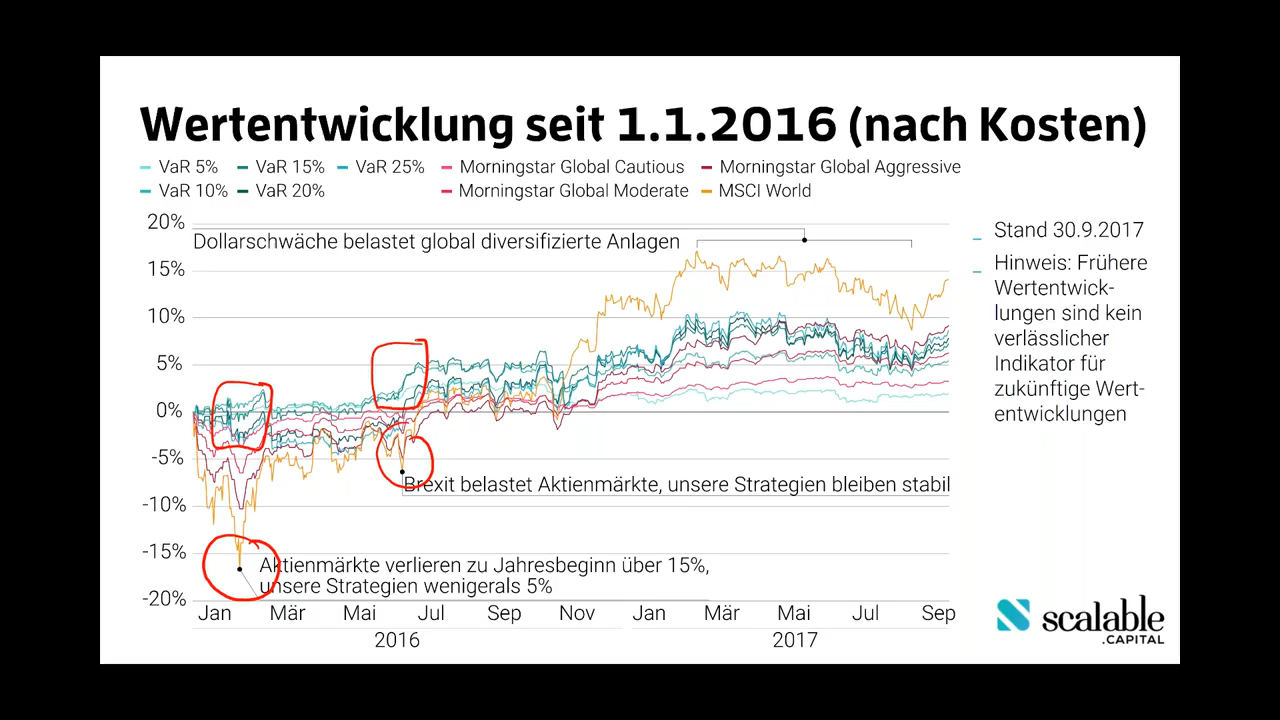 Wertentwicklung seit 1.1.2016 (nach Kosten)
VaR 5% VaR 15% VaR 25% Morningstar Global Cautious Morningstar Global Aggressive
VaR 10% VaR 20% Morningstar Global Moderate MSCI World
20%
Dollarschwäche belastet global diversifizierte Anlagen
15%
10%
5%
0%
-5%
-10%
-15%
-20%
Brexit belastet Aktienmärkte, unsere Strategien bleiben stabil
Aktienmärkte verlieren zu Jahresbeginn über 15%,
unsere Strategien wenigerals 5%
Jan Mär Mai Jul Sep Nov Jan Mär Mai Jul Sep
2016 2017
Stand 30.9.2017
Hinweis: Frühere
Wertentwick-
lungen sind kein
verlässlicher
Indikator für
zukünftige Wert-
entwicklungen
scalable
.CAPITAL